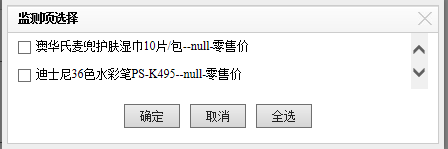 监测项选择
澳华氏麦兜护肤湿巾10片/包--null-零售价
迪士尼36色水彩笔PS-K495--null-零售价
确定 取消 全选